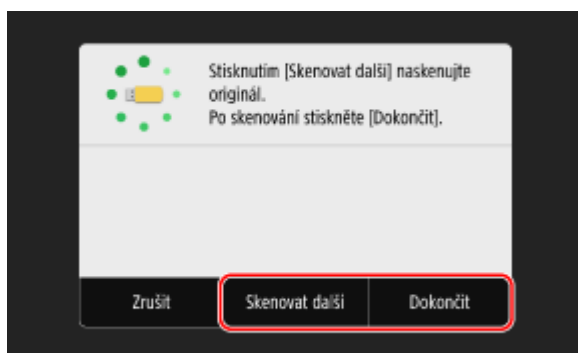 Stisknutím [Skenovat další] naskenujte
originál.
Po skenování stiskněte [Dokončit].
Zrušit
Skenovat další
Dokončit